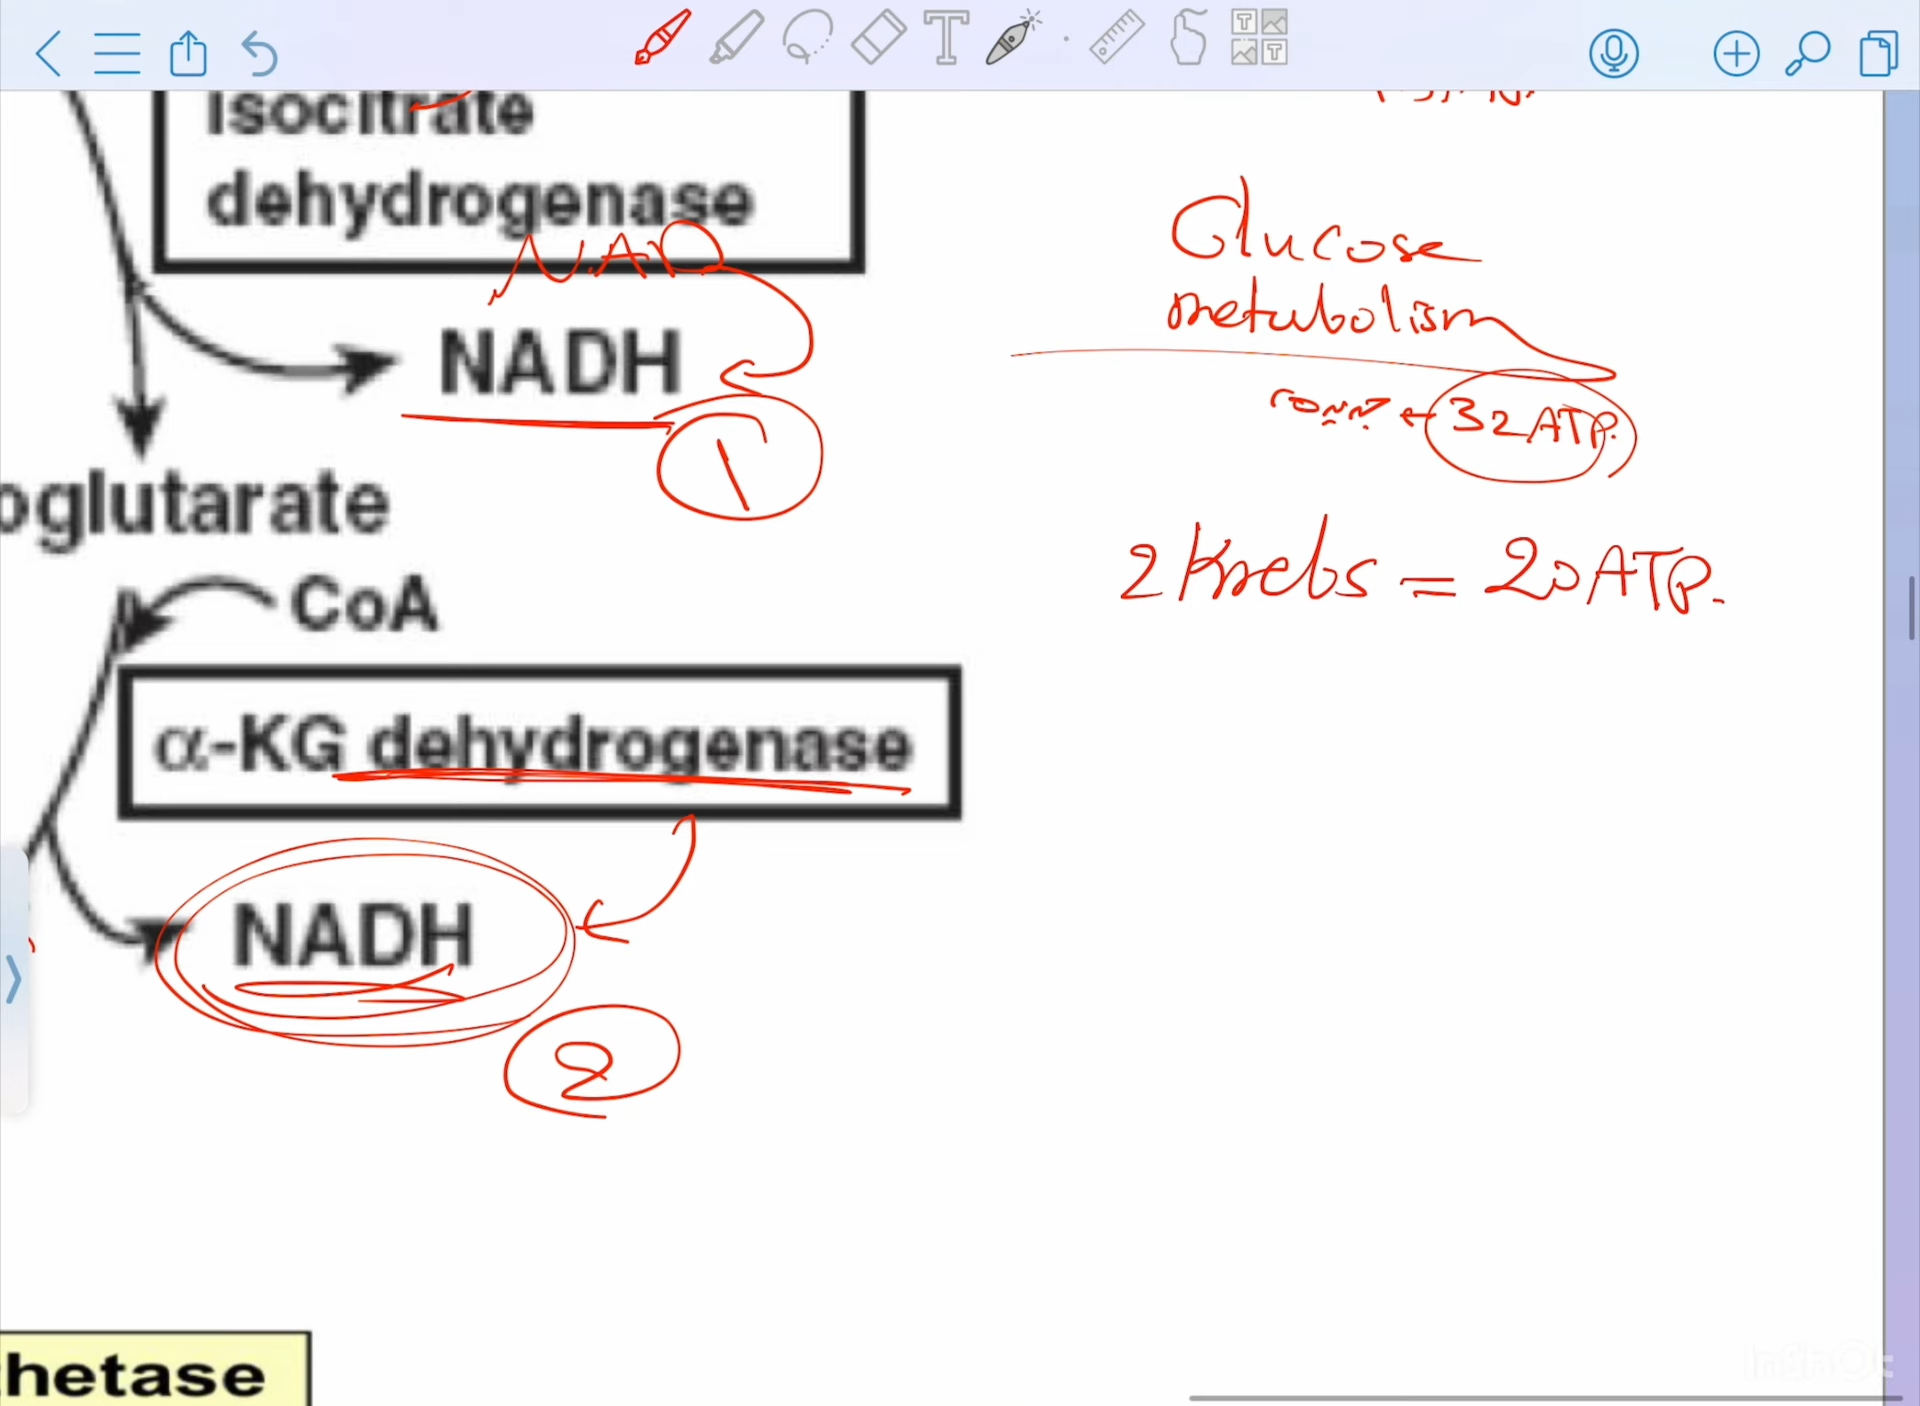 isocitrate
dehydrogenase
NAD
NADH
1
oglutarate
CoA
α-KG dehydrogenase
NADH
2
hetase
Glucose
metabolism
← 32 ATP.
2 Krebs = 20 ATP.